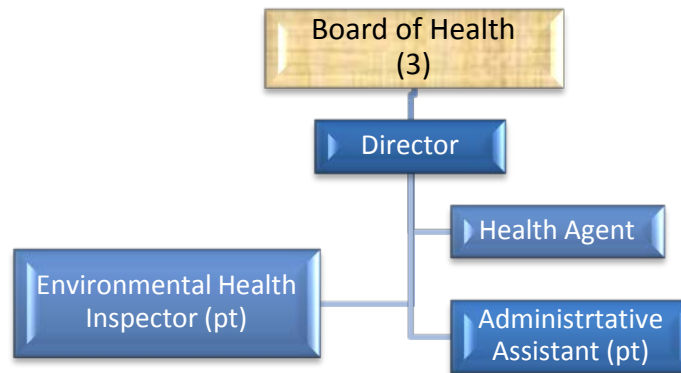 Board of Health
(3)
Director
Health Agent
Environmental Health
Inspector (pt)
Administrtative
Assistant (pt)